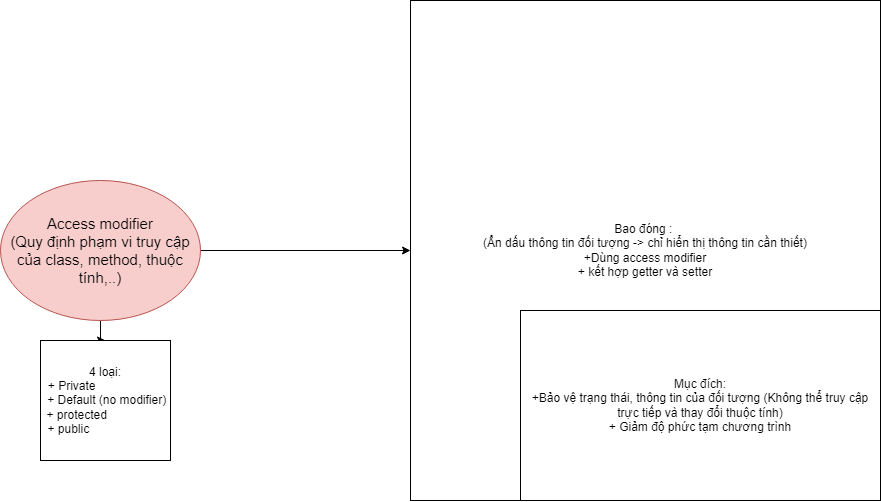 Access modifier
(Quy định phạm vi truy cập
của class, method, thuộc
tính,..)
4 loại:
+ Private
+ Default (no modifier)
+ protected
+ public
Bao đóng :
(Ẩn dấu thông tin đối tượng -> chỉ hiển thị thông tin cần thiết)
+Dùng access modifier
+ kết hợp getter và setter
Mục đích:
+Bảo vệ trạng thái, thông tin của đối tượng (Không thể truy cập
trực tiếp và thay đổi thuộc tính)
+ Giảm độ phức tạm chương trình